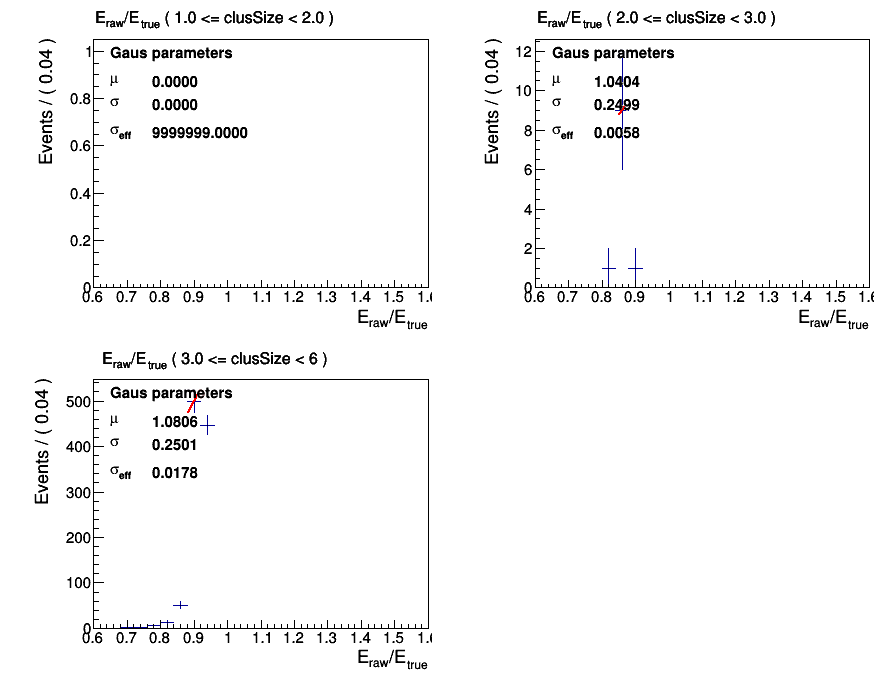 E_raw/E_true ( 1.0 <= clusSize < 2.0 )
Events / ( 0.04 )
Gaus parameters
μ 0.0000
σ 0.0000
σ_eff 9999999.0000
1
0.8
0.6
0.4
0.2
0
0.6 0.7 0.8 0.9 1 1.1 1.2 1.3 1.4 1.5 1.6
E_raw/E_true
E_raw/E_true ( 2.0 <= clusSize < 3.0 )
Events / ( 0.04 )
Gaus parameters
μ 1.0404
σ 0.2499
σ_eff 0.0058
12
10
8
6
4
2
0
0.6 0.7 0.8 0.9 1 1.1 1.2 1.3 1.4 1.5 1.6
E_raw/E_true
E_raw/E_true ( 3.0 <= clusSize < 6 )
Events / ( 0.04 )
Gaus parameters
μ 1.0806
σ 0.2501
σ_eff 0.0178
500
400
300
200
100
0
0.6 0.7 0.8 0.9 1 1.1 1.2 1.3 1.4 1.5 1.6
E_raw/E_true